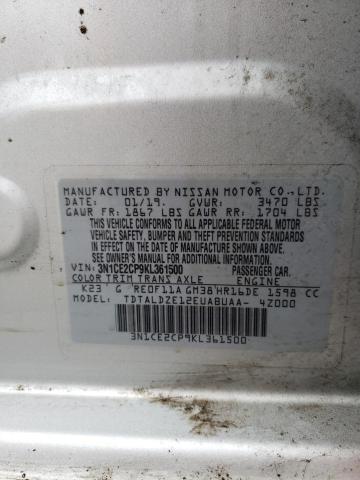 MANUFACTURED BY NISSAN MOTOR CO.,LTD.
DATE: 01/19. GVWR: 3470 LBS
GAWR FR: 1867 LBS GAWR RR: 1704 LBS
THIS VEHICLE CONFORMS TO ALL APPLICABLE FEDERAL MOTOR
VEHICLE SAFETY, BUMPER, AND THEFT PREVENTION STANDARDS
IN EFFECT ON THE DATE OF MANUFACTURE SHOWN ABOVE.
SEE OWNER'S MANUAL FOR ADDITIONAL INFORMATION
VIN: 3N1CE2CP9KL361500 PASSENGER CAR
COLOR TRIM TRANS AXLE ENGINE
K23 G RE0F11A GM38 HR16DE 1598 CC
MODEL: TDTALDZE12EUA8UAA- 4Z000
3N1CE2CP9KL361500